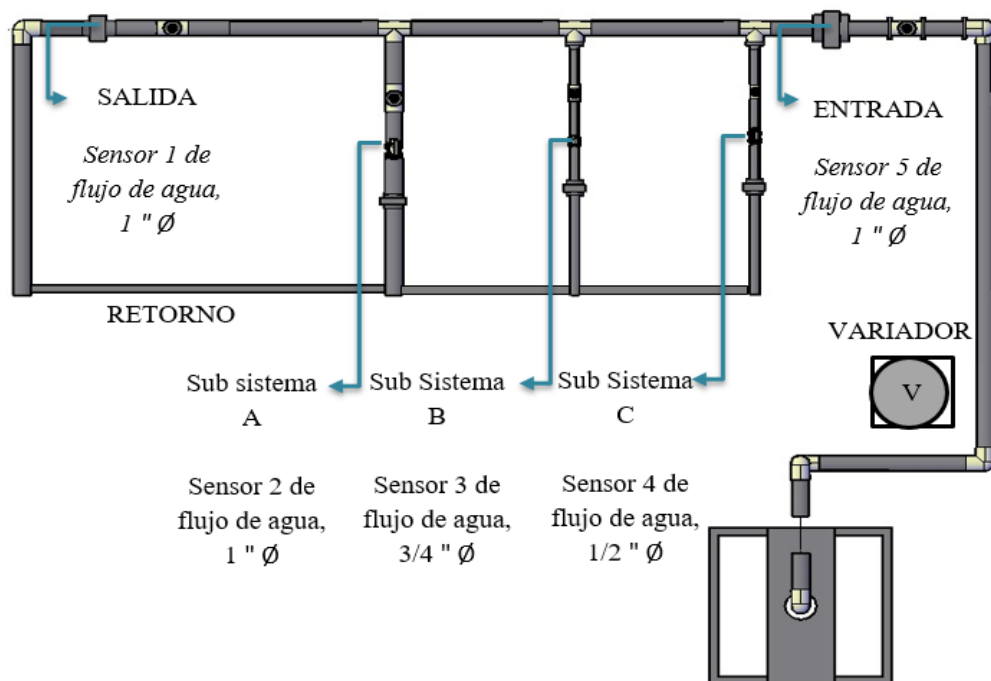 SALIDA
Sensor 1 de
flujo de agua,
1 " Ø
ENTRADA
Sensor 5 de
flujo de agua,
1 " Ø
RETORNO
VARIADOR
V
Sub sistema
A
Sub Sistema
B
Sub Sistema
C
Sensor 2 de
flujo de agua,
1 " Ø
Sensor 3 de
flujo de agua,
3/4 " Ø
Sensor 4 de
flujo de agua,
1/2 " Ø